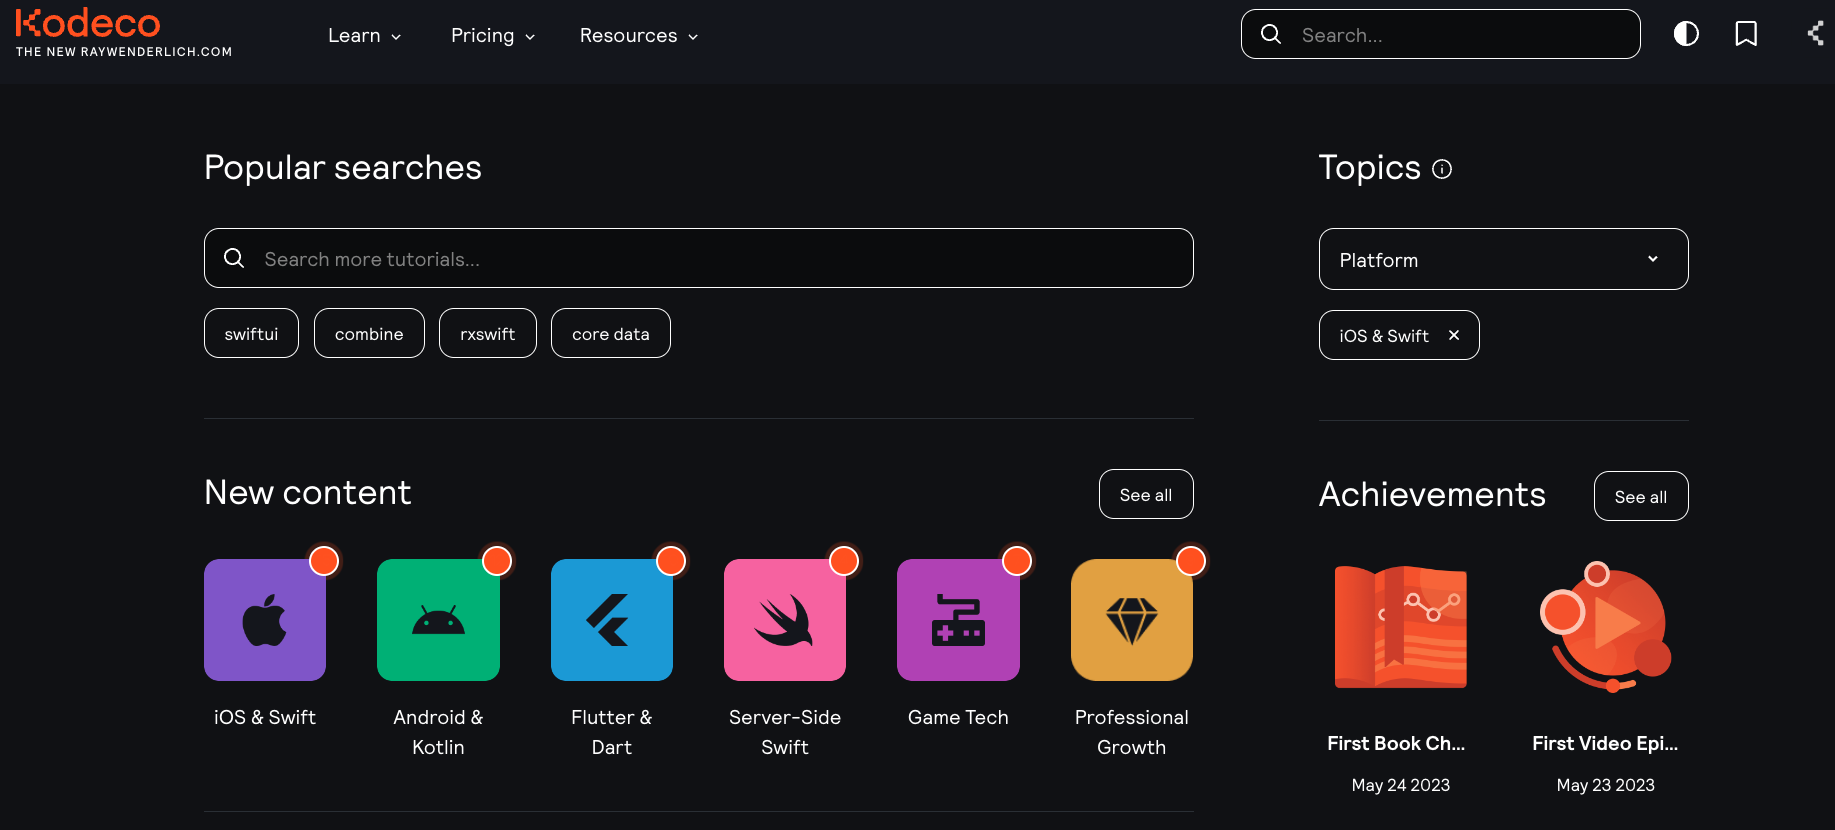 Kodeco
THE NEW RAYWENDERLICH.COM
Learn
Pricing
Resources
Search...
Popular searches
Search more tutorials...
swiftui
combine
rxswift
core data
Topics
Platform
iOS & Swift
New content
See all
iOS & Swift
Android &
Kotlin
Flutter &
Dart
Server-Side
Swift
Game Tech
Professional
Growth
Achievements
See all
First Book Ch...
May 24 2023
First Video Epi...
May 23 2023